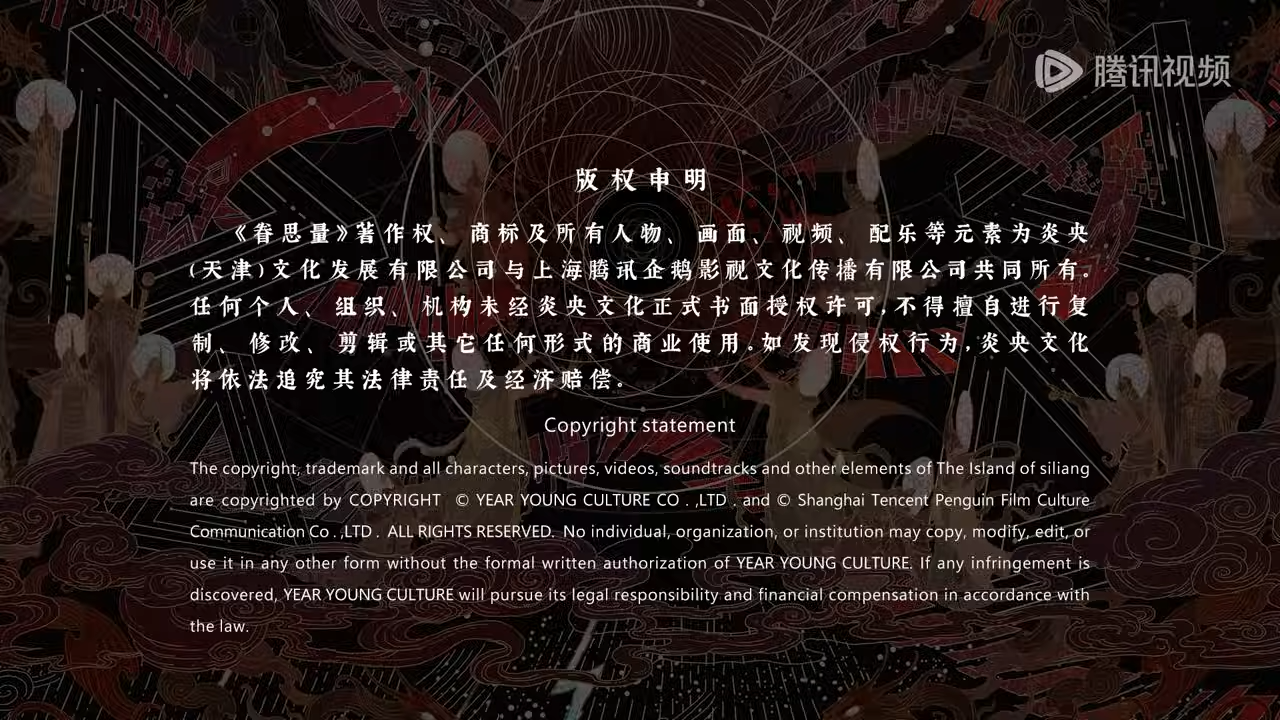 腾讯视频
版权申明
《眷思量》著作权、商标及所有人物、画面、视频、配乐等元素为炎央
(天津)文化发展有限公司与上海腾讯企鹅影视文化传播有限公司共同所有。
任何个人、组织、机构未经炎央文化正式书面授权许可,不得擅自进行复
制、修改、剪辑或其它任何形式的商业使用。如发现侵权行为,炎央文化
将依法追究其法律责任及经济赔偿。
Copyright statement
The copyright, trademark and all characters, pictures, videos, soundtracks and other elements of The Island of siliang
are copyrighted by COPYRIGHT © YEAR YOUNG CULTURE CO . ,LTD . and © Shanghai Tencent Penguin Film Culture
Communication Co . ,LTD . ALL RIGHTS RESERVED. No individual, organization, or institution may copy, modify, edit, or
use it in any other form without the formal written authorization of YEAR YOUNG CULTURE. If any infringement is
discovered, YEAR YOUNG CULTURE will pursue its legal responsibility and financial compensation in accordance with
the law.